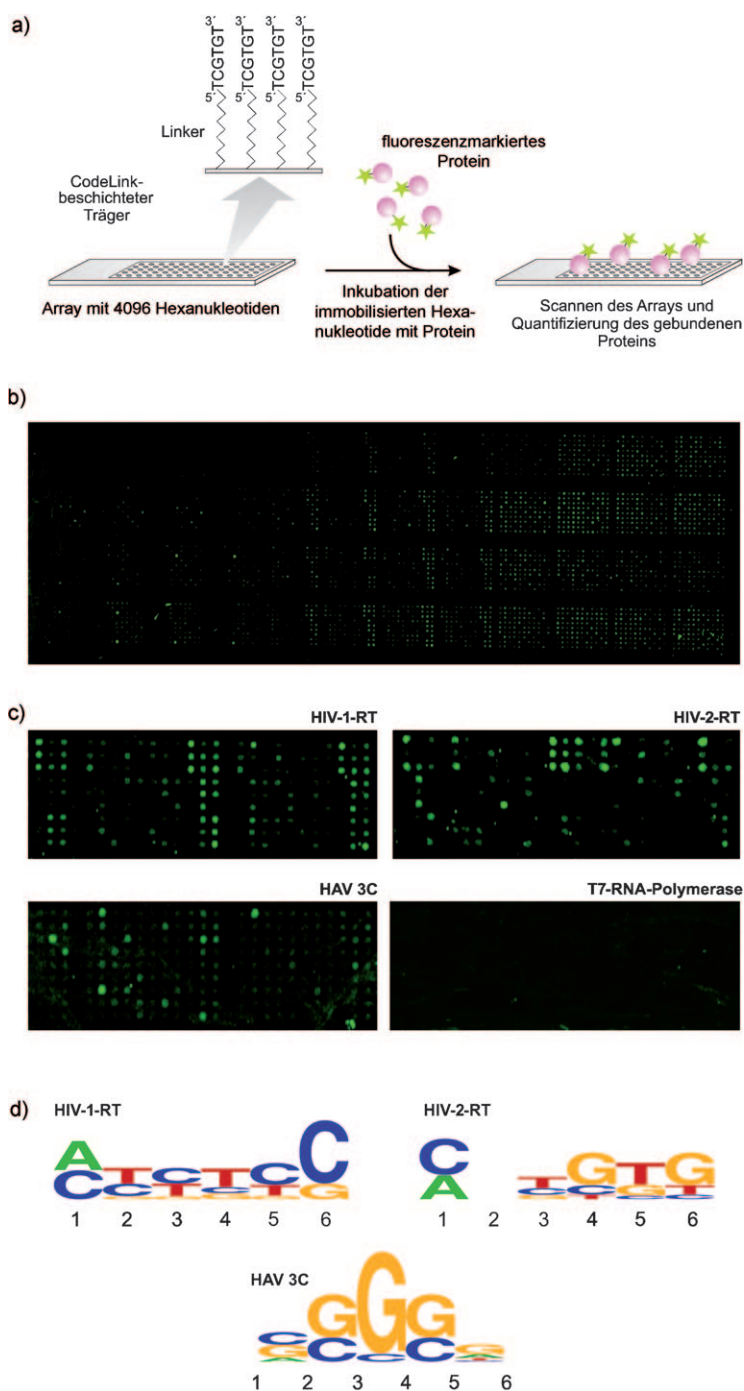 a)
5´TCGTGT 3´
5´TCGTGT 3´
5´TCGTGT 3´
5´TCGTGT 3´
Linker
CodeLink-
beschichteter
Träger
fluoreszenzmarkiertes
Protein
Array mit 4096 Hexanukleotiden
Inkubation der
immobilisierten Hexa-
nukleotide mit Protein
Scannen des Arrays und
Quantifizierung des gebundenen
Proteins
b)
c)
HIV-1-RT
HIV-2-RT
HAV 3C
T7-RNA-Polymerase
d)
HIV-1-RT
HIV-2-RT
A T C T C C
C C T C T G
1 2 3 4 5 6
C T G T G
A C C G T
1 2 3 4 5 6
HAV 3C
C G G G G
G C C C A
A
1 2 3 4 5 6